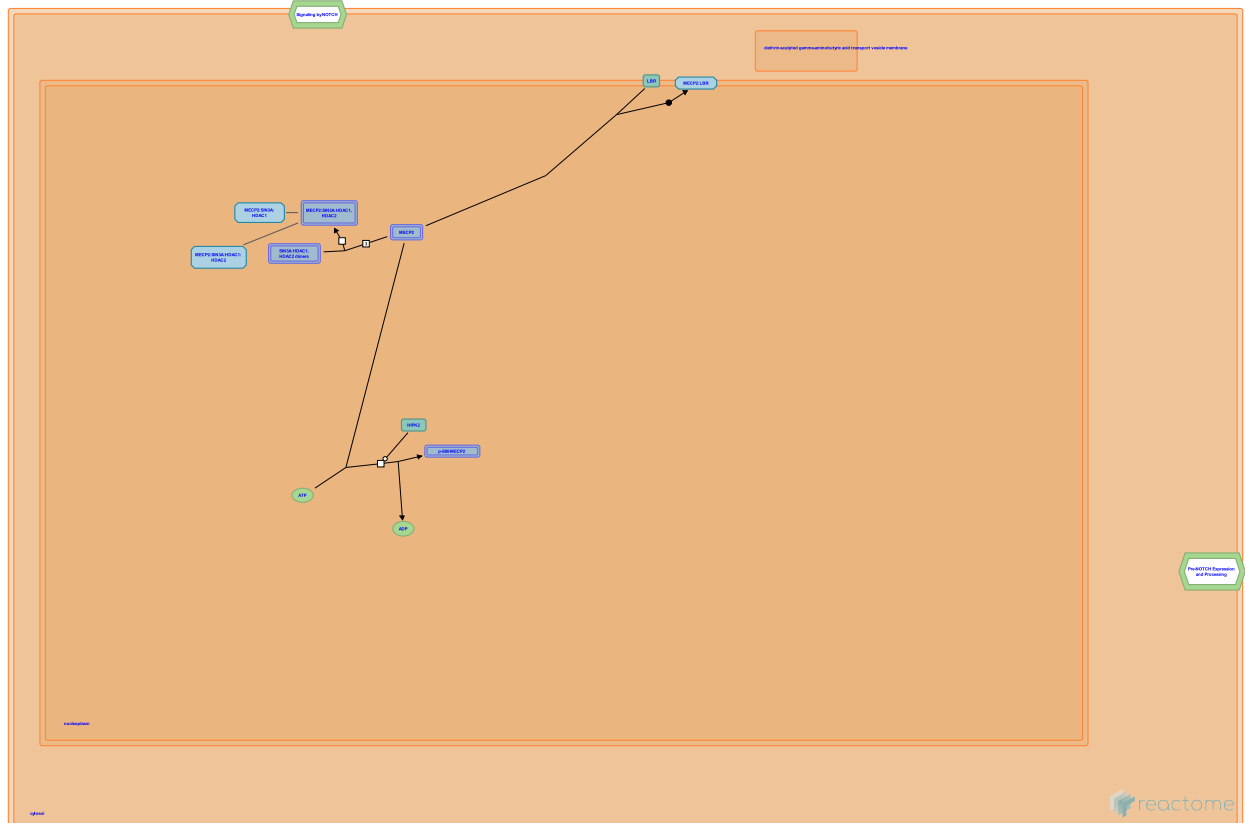 Signaling by NOTCH
clathrin-sculpted gamma-aminobutyric acid transport vesicle membrane
LBR
MECP2:LBR
MECP2:SIN3A:
HDAC1
MECP2:SIN3A:HDAC1,
HDAC2
MECP2
MECP2:SIN3A:HDAC1:
HDAC2
SIN3A:HDAC1,
HDAC2 dimers
2
HIPK2
p-S80-MECP2
ATP
ADP
Pre-NOTCH Expression
and Processing
nucleoplasm
reactome
cytosol